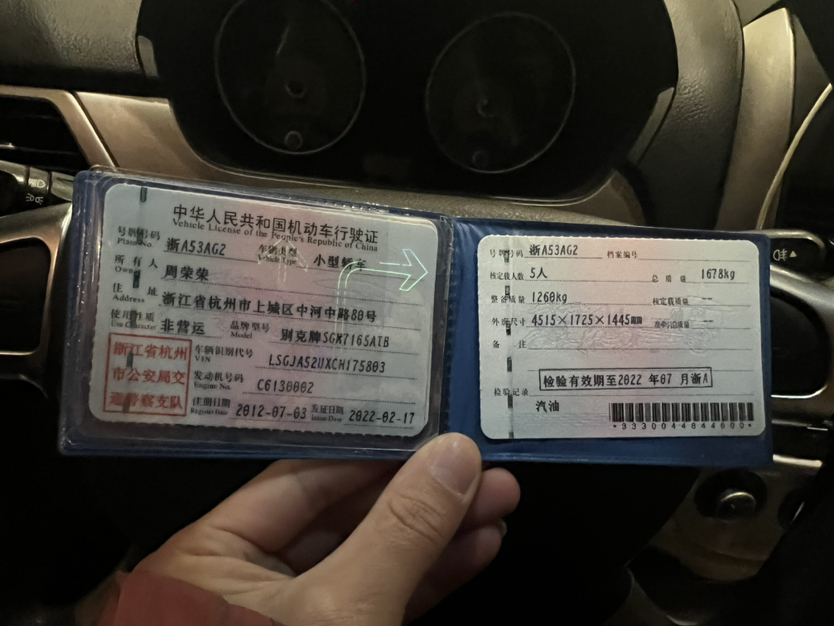 中华人民共和国机动车行驶证
Vehicle License of the People's Republic of China
号牌号码 浙A53AG2 车辆类型 小型轿车
Plate No. Vehicle Type
所有人 周荣荣
Owner
住址 浙江省杭州市上城区中河中路80号
Address
使用性质 非营运 品牌型号 别克牌SGM7165ATB
Use Character Model
浙江省杭州
市公安局交
通警察支队
车辆识别代号 LSGJA52UXCH175803
VIN
发动机号码 C6130002
Engine No.
注册日期 2012-07-03 发证日期 2022-02-17
Register Date Issue Date
号牌号码 浙A53AG2 档案编号
核定载人数 5人 总质量 1678kg
整备质量 1260kg 核定载质量 --
外廓尺寸 4515×1725×1445mm 准牵引总质量 --
备注
检验有效期至2022 年07 月浙A
检验记录
汽油